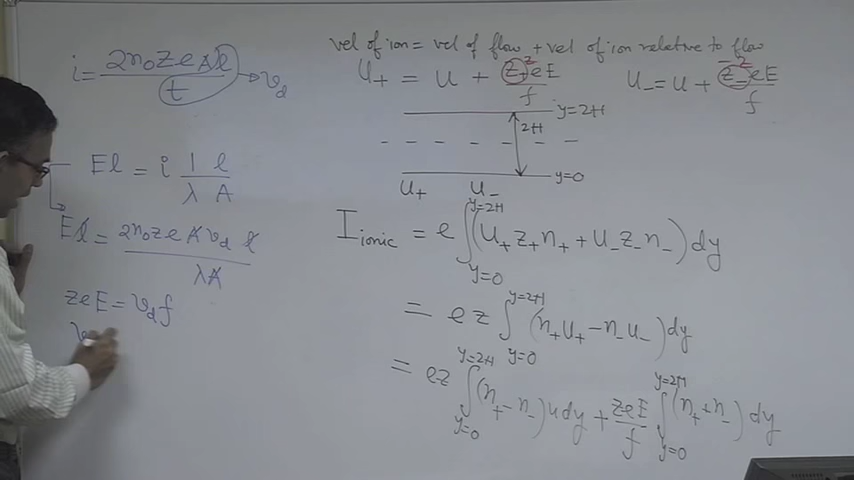 i = 2n₀zeAl / t → v_d
El = i 1/λ l/A
El = 2n₀zeAv_d l / λA
zeE = v_d f
vel of ion = vel of flow + vel of ion relative to flow
U₊ = u + z₊eE / f
U₋ = u + z₋eE / f
y=2H
2H
y=0
U₊ U₋
I_ionic = e ∫_{y=0}^{y=2H} (U₊z₊n₊ + U₋z₋n₋) dy
= ez ∫_{y=0}^{y=2H} (n₊U₊ − n₋U₋) dy
= ez ∫_{y=0}^{y=2H} (n₊ − n₋) u dy + zeE/f ∫_{y=0}^{y=2H} (n₊ + n₋) dy